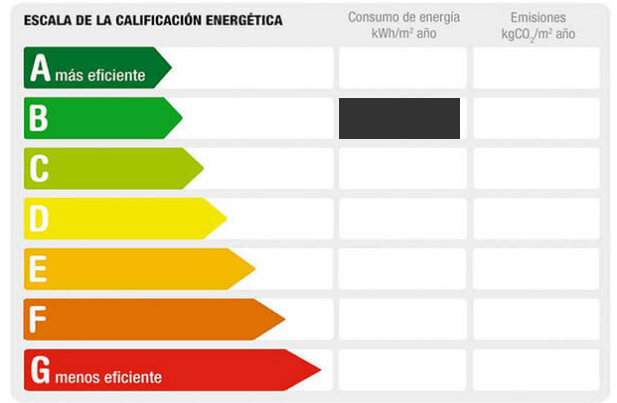 ESCALA DE LA CALIFICACIÓN ENERGÉTICA
Consumo de energía
kWh/m² año
Emisiones
kgCO₂/m² año
A más eficiente
B
C
D
E
F
G menos eficiente